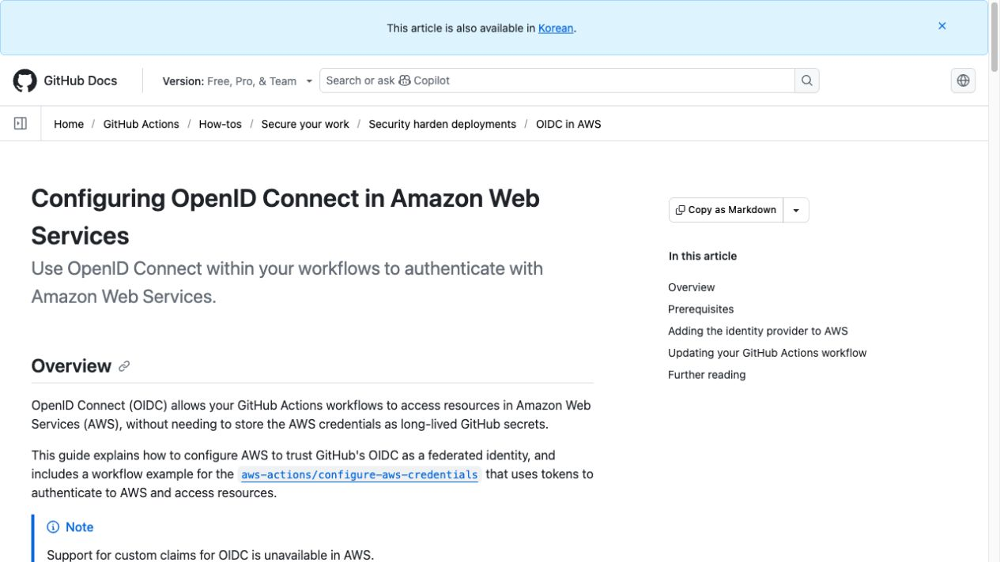 This article is also available in Korean.
GitHub Docs
Version: Free, Pro, & Team
Search or ask Copilot
Home / GitHub Actions / How-tos / Secure your work / Security harden deployments / OIDC in AWS
Configuring OpenID Connect in Amazon Web
Services
Use OpenID Connect within your workflows to authenticate with
Amazon Web Services.
Copy as Markdown
In this article
Overview
Prerequisites
Adding the identity provider to AWS
Updating your GitHub Actions workflow
Further reading
Overview
OpenID Connect (OIDC) allows your GitHub Actions workflows to access resources in Amazon Web
Services (AWS), without needing to store the AWS credentials as long-lived GitHub secrets.
This guide explains how to configure AWS to trust GitHub's OIDC as a federated identity, and
includes a workflow example for the aws-actions/configure-aws-credentials that uses tokens to
authenticate to AWS and access resources.
Note
Support for custom claims for OIDC is unavailable in AWS.